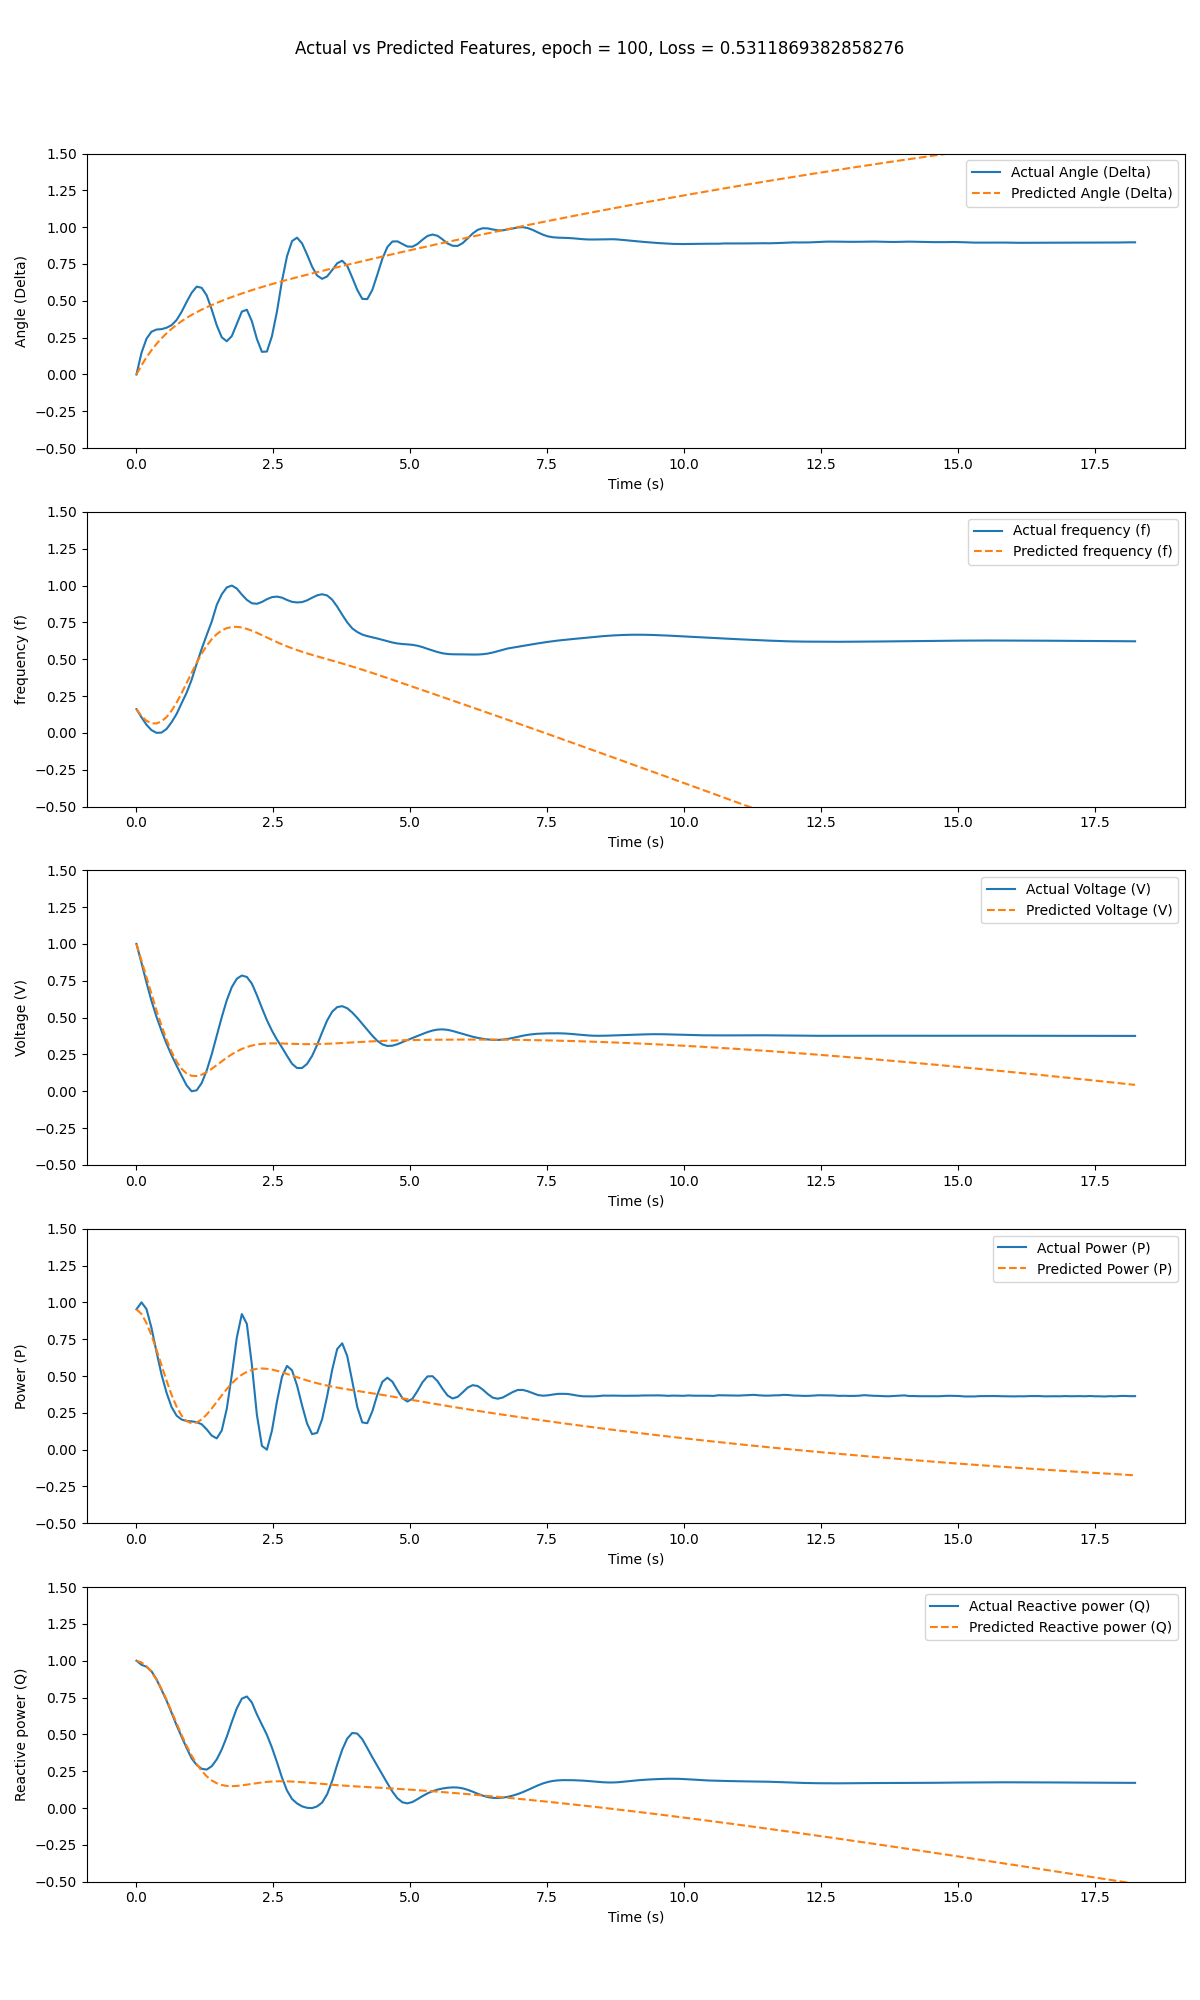 Actual vs Predicted Features, epoch = 100, Loss = 0.5311869382858276
1.50
1.25
1.00
0.75
0.50
0.25
0.00
−0.25
−0.50
Angle (Delta)
Actual Angle (Delta)
Predicted Angle (Delta)
0.0 2.5 5.0 7.5 10.0 12.5 15.0 17.5
Time (s)
1.50
1.25
1.00
0.75
0.50
0.25
0.00
−0.25
−0.50
frequency (f)
Actual frequency (f)
Predicted frequency (f)
0.0 2.5 5.0 7.5 10.0 12.5 15.0 17.5
Time (s)
1.50
1.25
1.00
0.75
0.50
0.25
0.00
−0.25
−0.50
Voltage (V)
Actual Voltage (V)
Predicted Voltage (V)
0.0 2.5 5.0 7.5 10.0 12.5 15.0 17.5
Time (s)
1.50
1.25
1.00
0.75
0.50
0.25
0.00
−0.25
−0.50
Power (P)
Actual Power (P)
Predicted Power (P)
0.0 2.5 5.0 7.5 10.0 12.5 15.0 17.5
Time (s)
1.50
1.25
1.00
0.75
0.50
0.25
0.00
−0.25
−0.50
Reactive power (Q)
Actual Reactive power (Q)
Predicted Reactive power (Q)
0.0 2.5 5.0 7.5 10.0 12.5 15.0 17.5
Time (s)